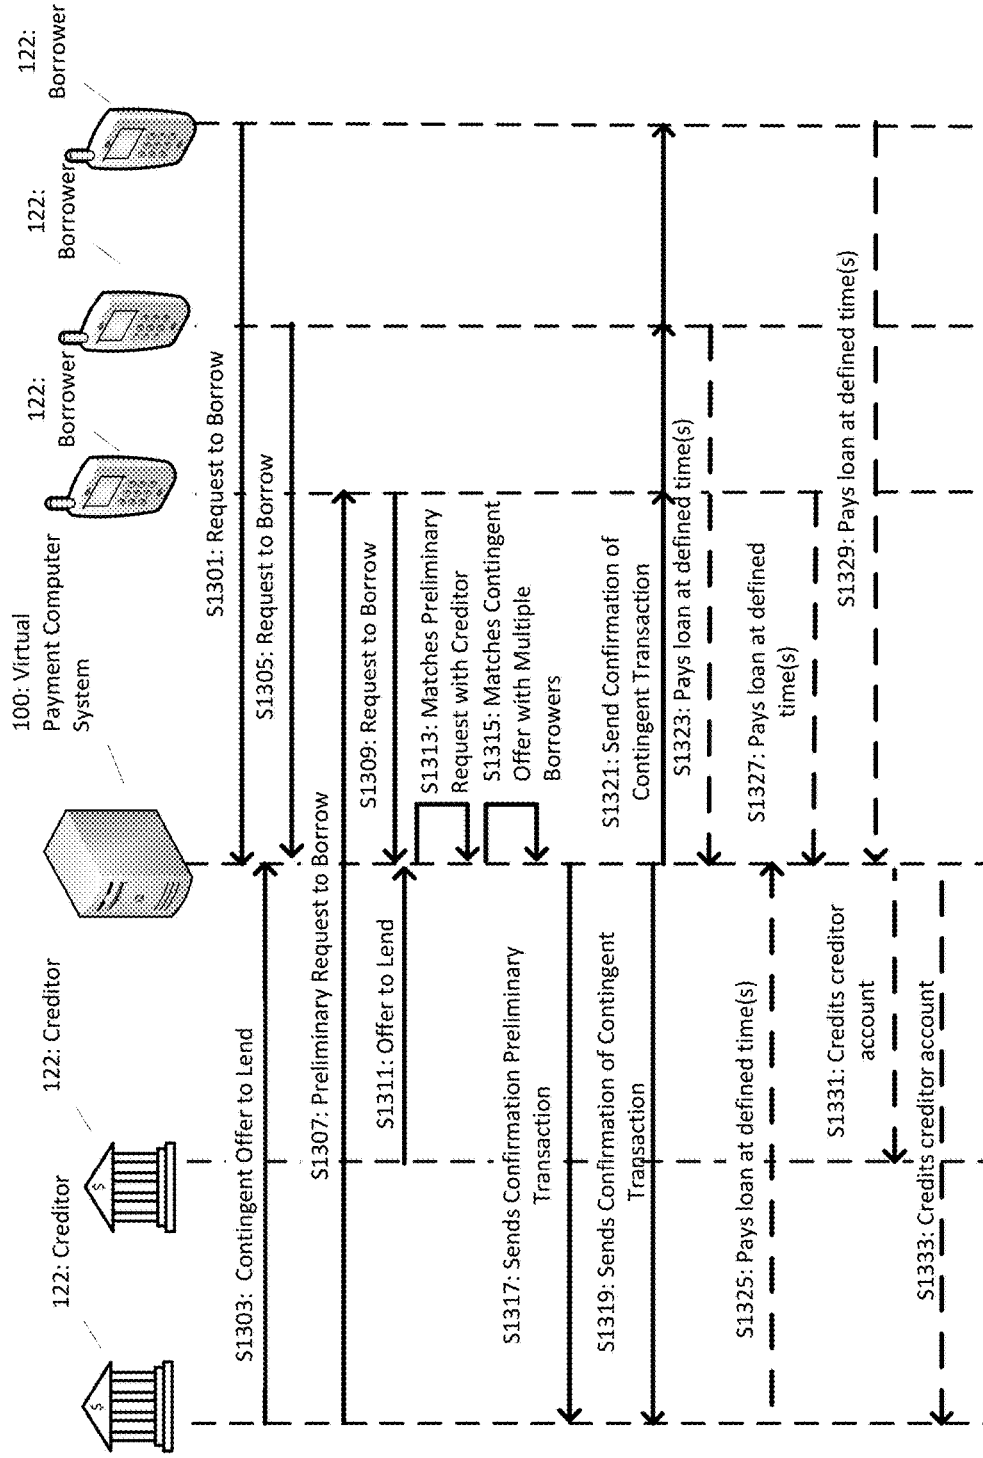 122: Creditor
122: Creditor
100: Virtual
Payment Computer
System
122:
Borrower
122:
Borrower
122:
Borrower
S1301: Request to Borrow
S1303: Contingent Offer to Lend
S1305: Request to Borrow
S1307: Preliminary Request to Borrow
S1309: Request to Borrow
S1311: Offer to Lend
S1313: Matches Preliminary
Request with Creditor
S1315: Matches Contingent
Offer with Multiple
Borrowers
S1317: Sends Confirmation Preliminary
Transaction
S1319: Sends Confirmation of Contingent
Transaction
S1321: Send Confirmation of
Contingent Transaction
S1323: Pays loan at defined time(s)
S1325: Pays loan at defined time(s)
S1327: Pays loan at defined
time(s)
S1329: Pays loan at defined time(s)
S1331: Credits creditor
account
S1333: Credits creditor account
$
$